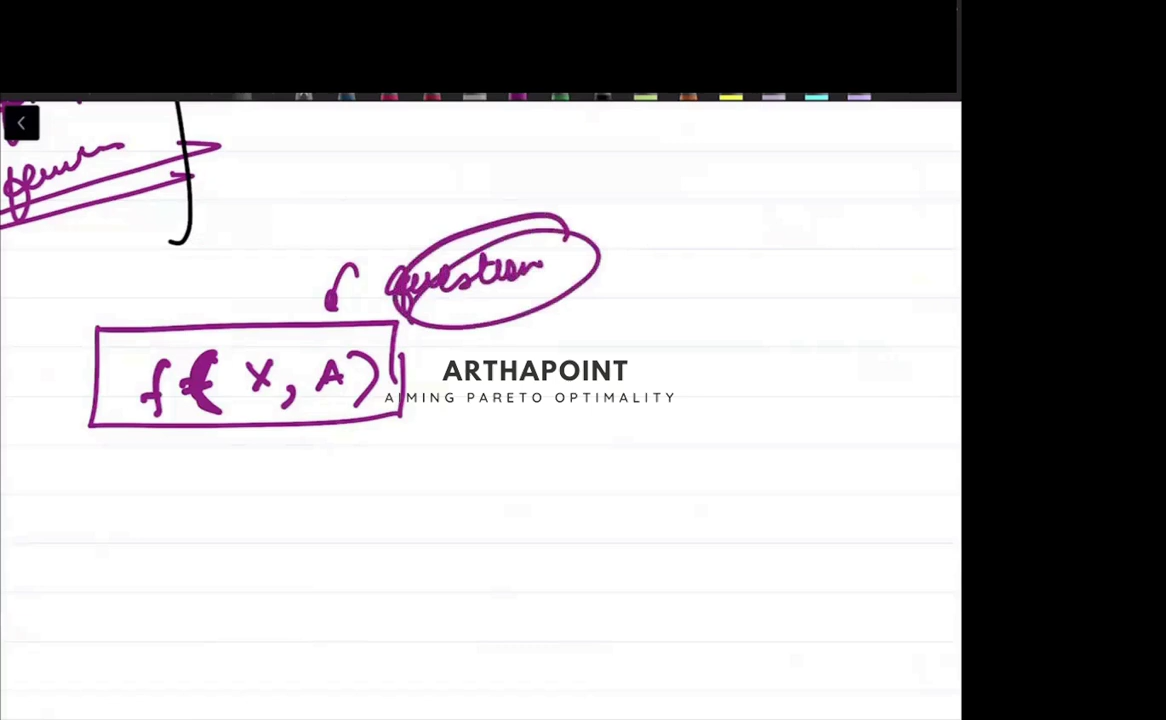 question
f( X, A)
ARTHAPOINT
AIMING PARETO OPTIMALITY